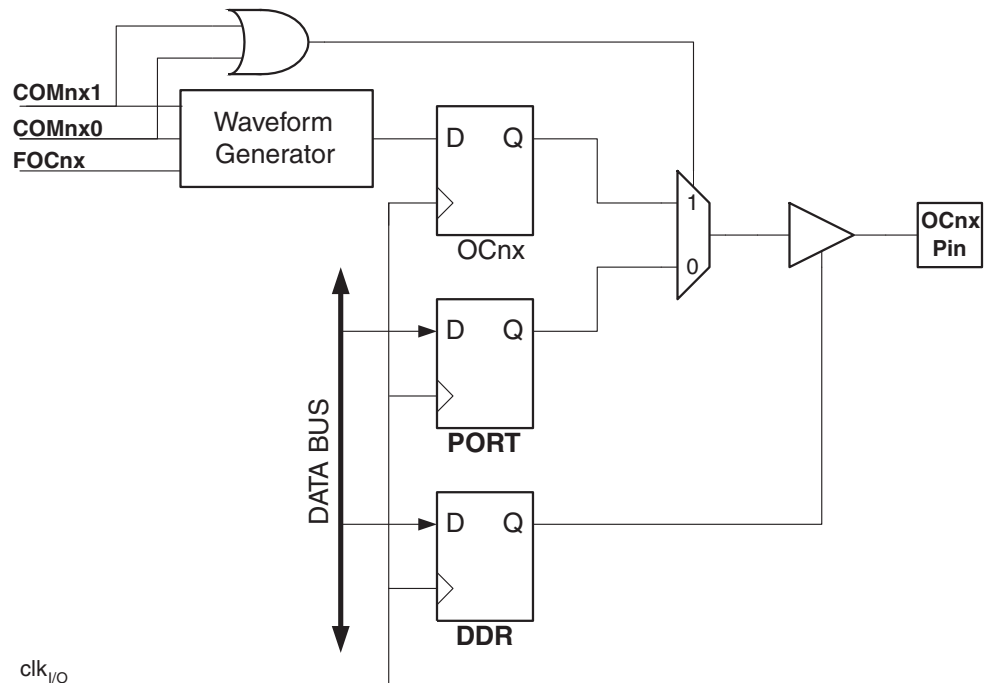 COMnx1
COMnx0
FOCnx
Waveform
Generator
D Q
OCnx
1
0
OCnx
Pin
D Q
PORT
DATA BUS
D Q
DDR
clkI/O